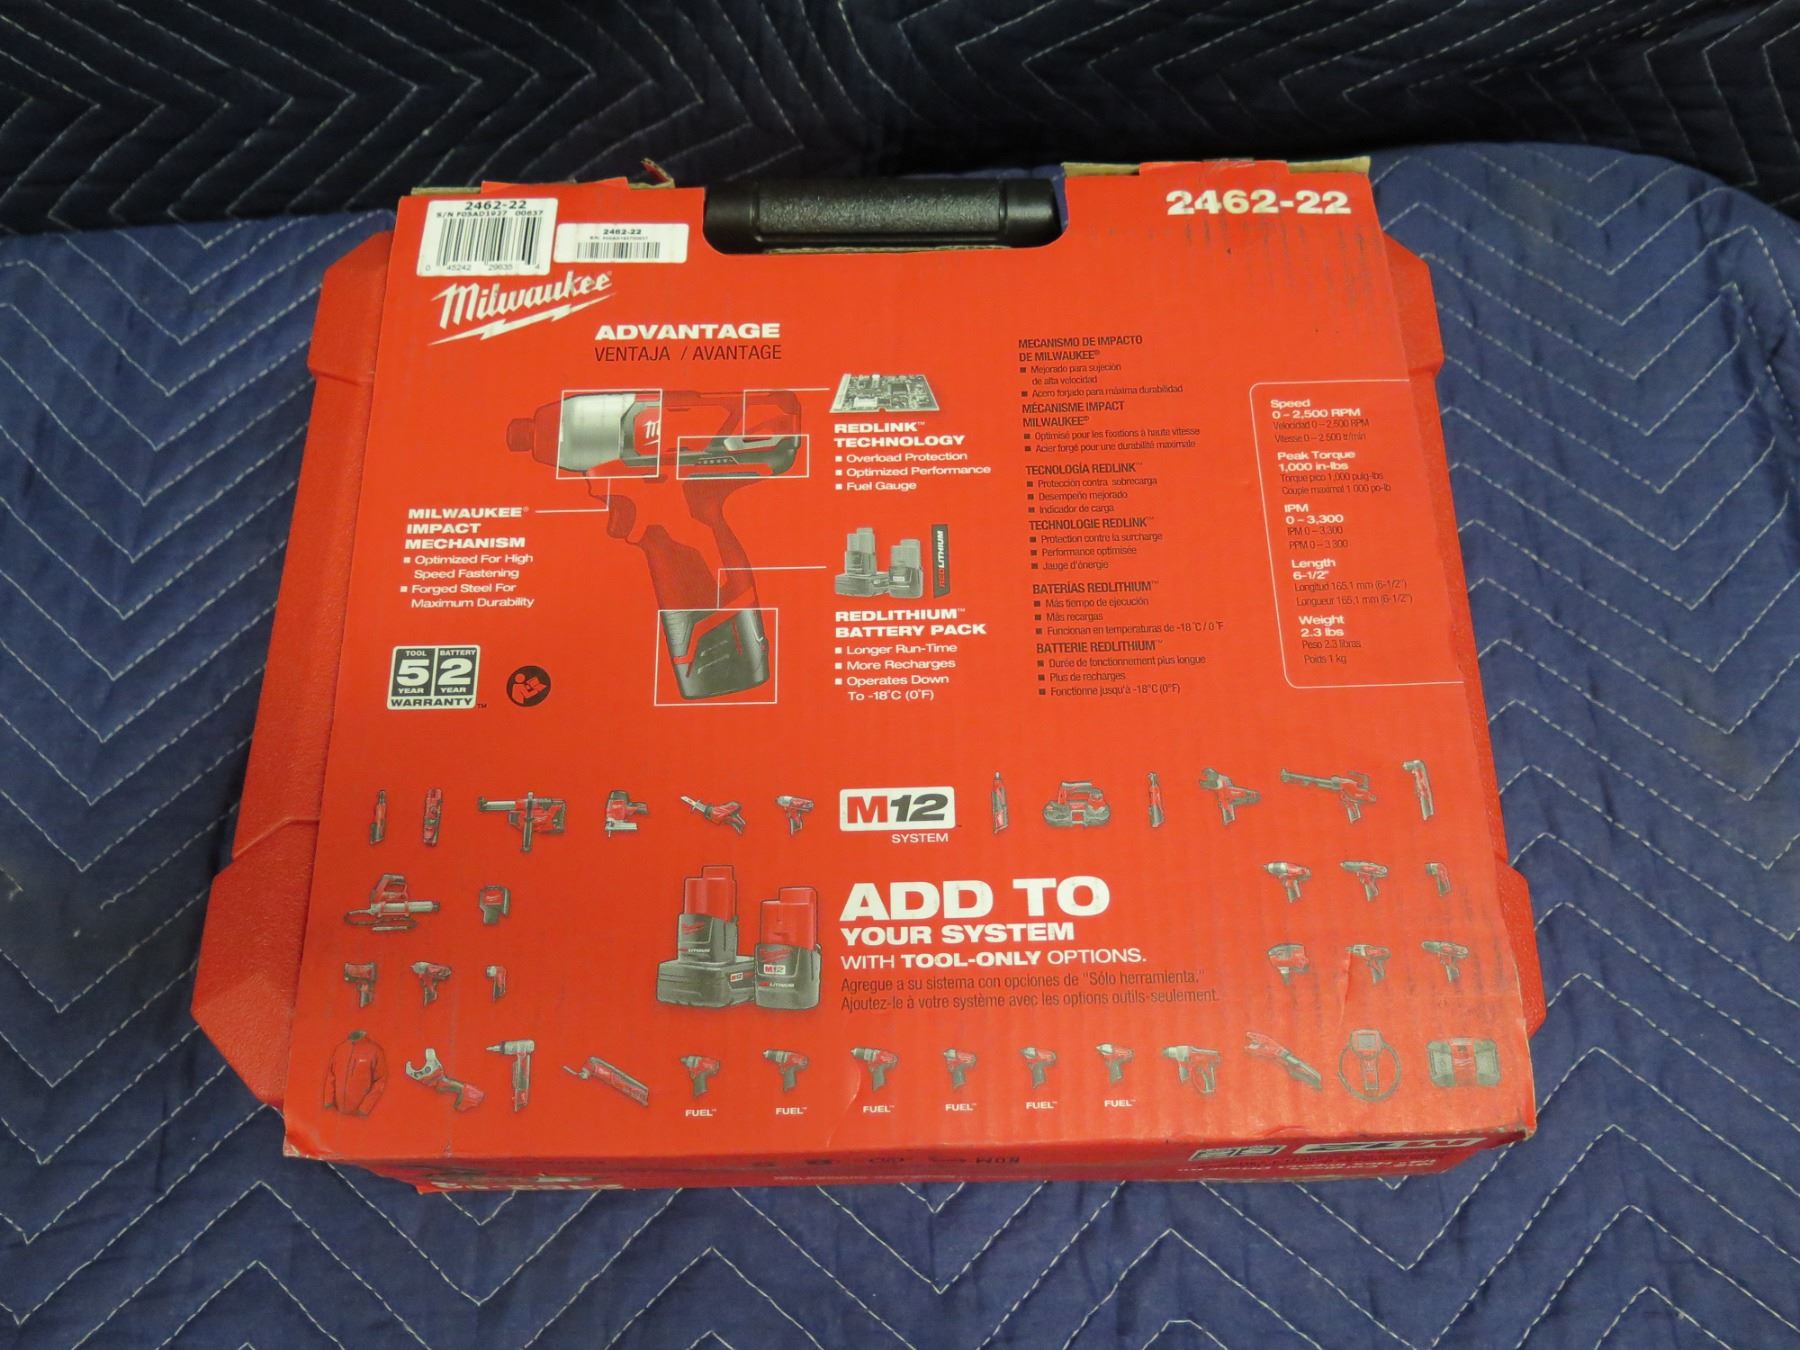 2462-22
S/N F05AD1927 00837
0 45242 29635 4
2462-22
2462-22
Milwaukee
ADVANTAGE
VENTAJA / AVANTAGE
REDLINK™
TECHNOLOGY
■ Overload Protection
■ Optimized Performance
■ Fuel Gauge
MILWAUKEE®
IMPACT
MECHANISM
■ Optimized For High
Speed Fastening
■ Forged Steel For
Maximum Durability
REDLITHIUM
REDLITHIUM™
BATTERY PACK
■ Longer Run-Time
■ More Recharges
■ Operates Down
To -18°C (0°F)
TOOL BATTERY
5 2
YEAR YEAR
WARRANTY™
MECANISMO DE IMPACTO
DE MILWAUKEE®
■ Mejorado para sujeción
de alta velocidad
■ Acero forjado para máxima durabilidad
MÉCANISME IMPACT
MILWAUKEE®
■ Optimisé pour les fixations à haute vitesse
■ Acier forgé pour une durabilité maximale
TECNOLOGÍA REDLINK™
■ Protección contra sobrecarga
■ Desempeño mejorado
■ Indicador de carga
TECHNOLOGIE REDLINK™
■ Protection contre la surcharge
■ Performance optimisée
■ Jauge d'énergie
BATERÍAS REDLITHIUM™
■ Más tiempo de ejecución
■ Más recargas
■ Funcionan en temperaturas de -18°C / 0°F
BATTERIE REDLITHIUM™
■ Durée de fonctionnement plus longue
■ Plus de recharges
■ Fonctionne jusqu'à -18°C (0°F)
Speed
0 – 2,500 RPM
Velocidad 0 – 2,500 RPM
Vitesse 0 – 2 500 tr/min
Peak Torque
1,000 in-lbs
Torque pico 1,000 pulg-lbs
Couple maximal 1 000 po-lb
IPM
0 – 3,300
IPM 0 – 3,300
PPM 0 – 3 300
Length
6-1/2"
Longitud 165.1 mm (6-1/2")
Longueur 165,1 mm (6-1/2")
Weight
2.3 lbs
Peso 2.3 libras
Poids 1 kg
M12
SYSTEM
ADD TO
YOUR SYSTEM
WITH TOOL-ONLY OPTIONS.
Agregue a su sistema con opciones de "Sólo herramienta."
Ajoutez-le à votre système avec les options outils-seulement.
M12
FUEL™ FUEL™ FUEL™ FUEL™ FUEL™ FUEL™